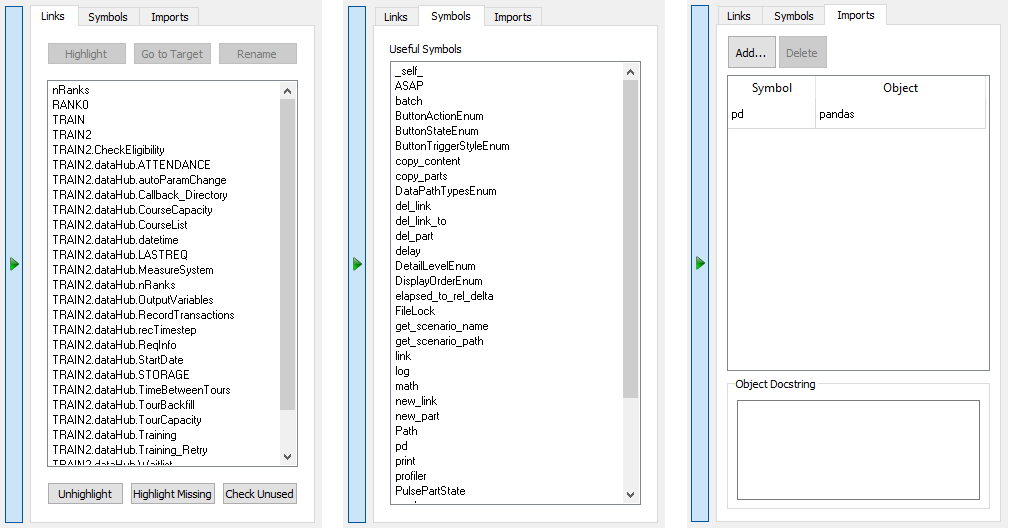 Links Symbols Imports
Highlight Go to Target Rename
nRanks
RANK0
TRAIN
TRAIN2
TRAIN2.CheckEligibility
TRAIN2.dataHub.ATTENDANCE
TRAIN2.dataHub.autoParamChange
TRAIN2.dataHub.Callback_Directory
TRAIN2.dataHub.CourseCapacity
TRAIN2.dataHub.CourseList
TRAIN2.dataHub.datetime
TRAIN2.dataHub.LASTREQ
TRAIN2.dataHub.MeasureSystem
TRAIN2.dataHub.nRanks
TRAIN2.dataHub.OutputVariables
TRAIN2.dataHub.RecordTransactions
TRAIN2.dataHub.recTimestep
TRAIN2.dataHub.ReqInfo
TRAIN2.dataHub.StartDate
TRAIN2.dataHub.STORAGE
TRAIN2.dataHub.TimeBetweenTours
TRAIN2.dataHub.TourBackfill
TRAIN2.dataHub.TourCapacity
TRAIN2.dataHub.Training
TRAIN2.dataHub.Training_Retry
TRAIN2.dataHub.Waitlist
Unhighlight Highlight Missing Check Unused
Links Symbols Imports
Useful Symbols
_self_
ASAP
batch
ButtonActionEnum
ButtonStateEnum
ButtonTriggerStyleEnum
copy_content
copy_parts
DataPathTypesEnum
del_link
del_link_to
del_part
delay
DetailLevelEnum
DisplayOrderEnum
elapsed_to_rel_delta
FileLock
get_scenario_name
get_scenario_path
link
log
math
new_link
new_part
Path
pd
print
profiler
PulsePartState
Links Symbols Imports
Add... Delete
Symbol Object
pd pandas
Object Docstring